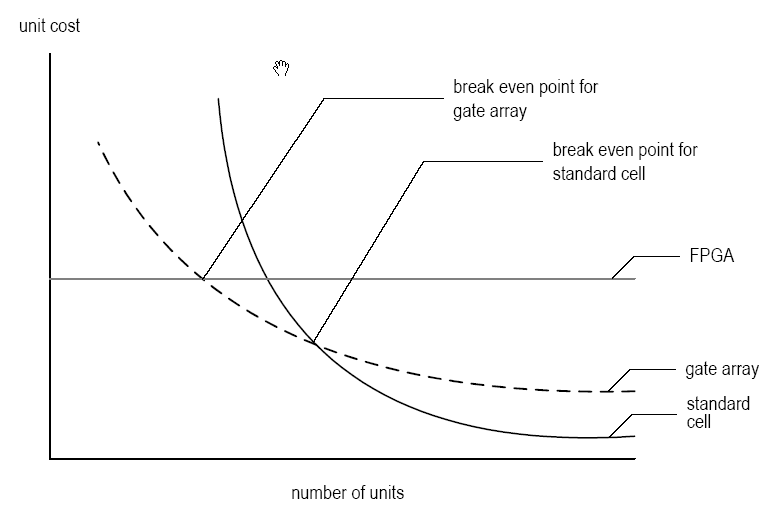 unit cost
break even point for
gate array
break even point for
standard cell
FPGA
gate array
standard
cell
number of units